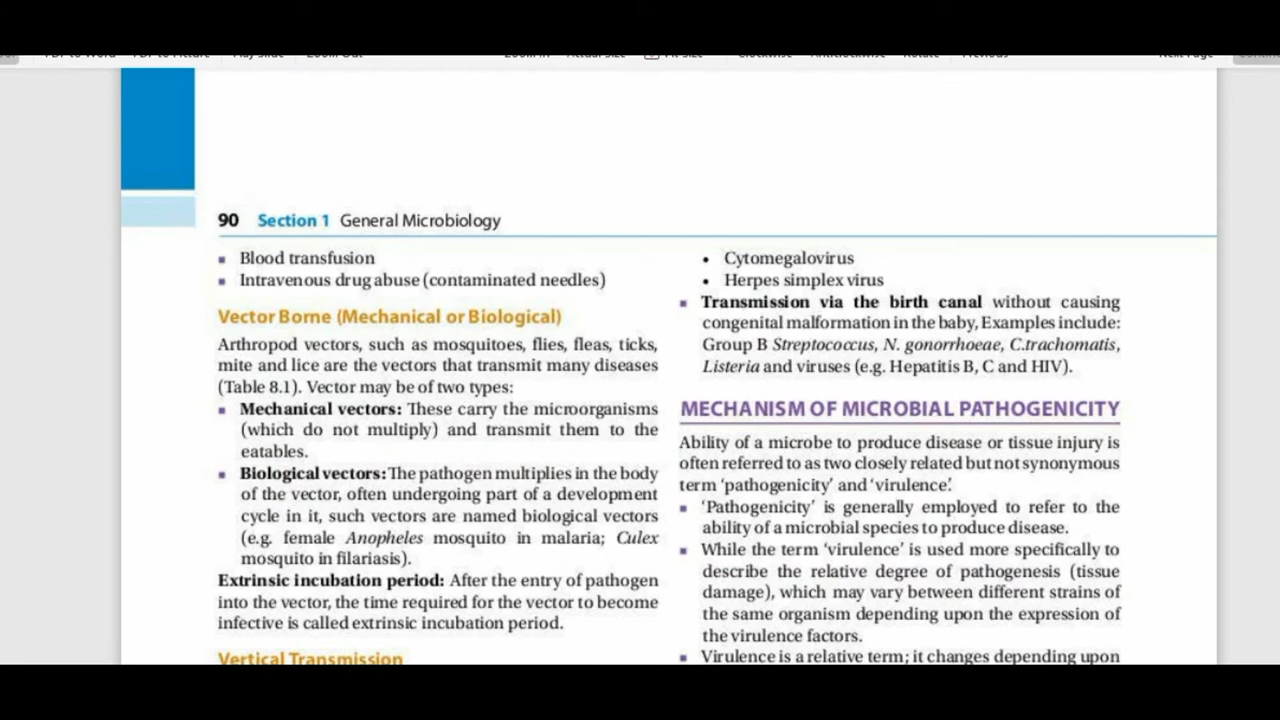 90 Section 1 General Microbiology
Blood transfusion
Intravenous drug abuse (contaminated needles)
Vector Borne (Mechanical or Biological)
Arthropod vectors, such as mosquitoes, flies, fleas, ticks,
mite and lice are the vectors that transmit many diseases
(Table 8.1). Vector may be of two types:
Mechanical vectors: These carry the microorganisms
(which do not multiply) and transmit them to the
eatables.
Biological vectors: The pathogen multiplies in the body
of the vector, often undergoing part of a development
cycle in it, such vectors are named biological vectors
(e.g. female Anopheles mosquito in malaria; Culex
mosquito in filariasis).
Extrinsic incubation period: After the entry of pathogen
into the vector, the time required for the vector to become
infective is called extrinsic incubation period.
Vertical Transmission
• Cytomegalovirus
• Herpes simplex virus
Transmission via the birth canal without causing
congenital malformation in the baby, Examples include:
Group B Streptococcus, N. gonorrhoeae, C.trachomatis,
Listeria and viruses (e.g. Hepatitis B, C and HIV).
MECHANISM OF MICROBIAL PATHOGENICITY
Ability of a microbe to produce disease or tissue injury is
often referred to as two closely related but not synonymous
term ‘pathogenicity’ and ‘virulence’.
‘Pathogenicity’ is generally employed to refer to the
ability of a microbial species to produce disease.
While the term ‘virulence’ is used more specifically to
describe the relative degree of pathogenesis (tissue
damage), which may vary between different strains of
the same organism depending upon the expression of
the virulence factors.
Virulence is a relative term; it changes depending upon